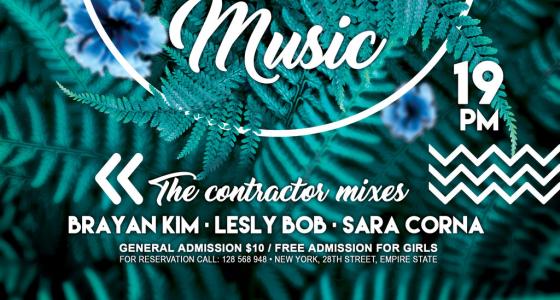 Music
19
PM
The contractor mixes
BRAYAN KIM · LESLY BOB · SARA CORNA
GENERAL ADMISSION $10 / FREE ADMISSION FOR GIRLS
FOR RESERVATION CALL: 128 568 948 • NEW YORK, 28TH STREET, EMPIRE STATE